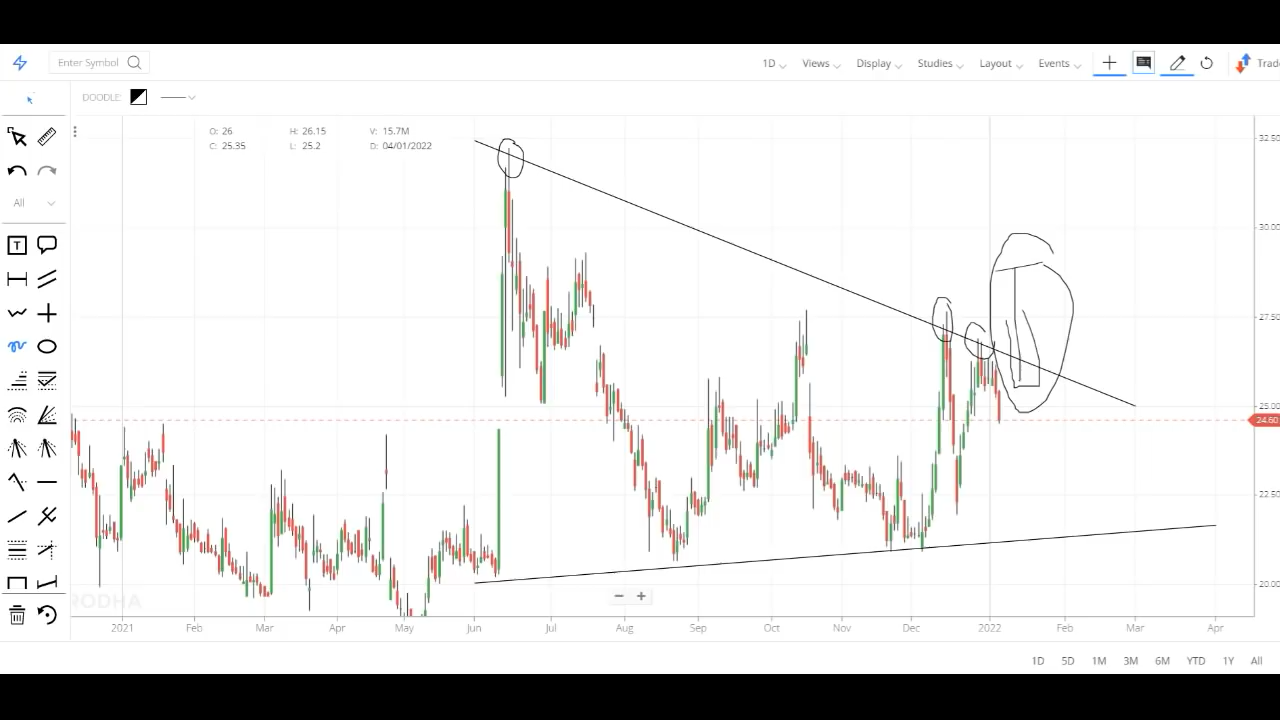 Enter Symbol
1D Views Display Studies Layout Events Trad
DOODLE:
O: 26 H: 26.15 V: 15.7M
C: 25.35 L: 25.2 D: 04/01/2022
All
T
32.50
30.00
27.50
25.00
24.60
22.50
20.00
RODHA
2021 Feb Mar Apr May Jun Jul Aug Sep Oct Nov Dec 2022 Feb Mar Apr
1D 5D 1M 3M 6M YTD 1Y All